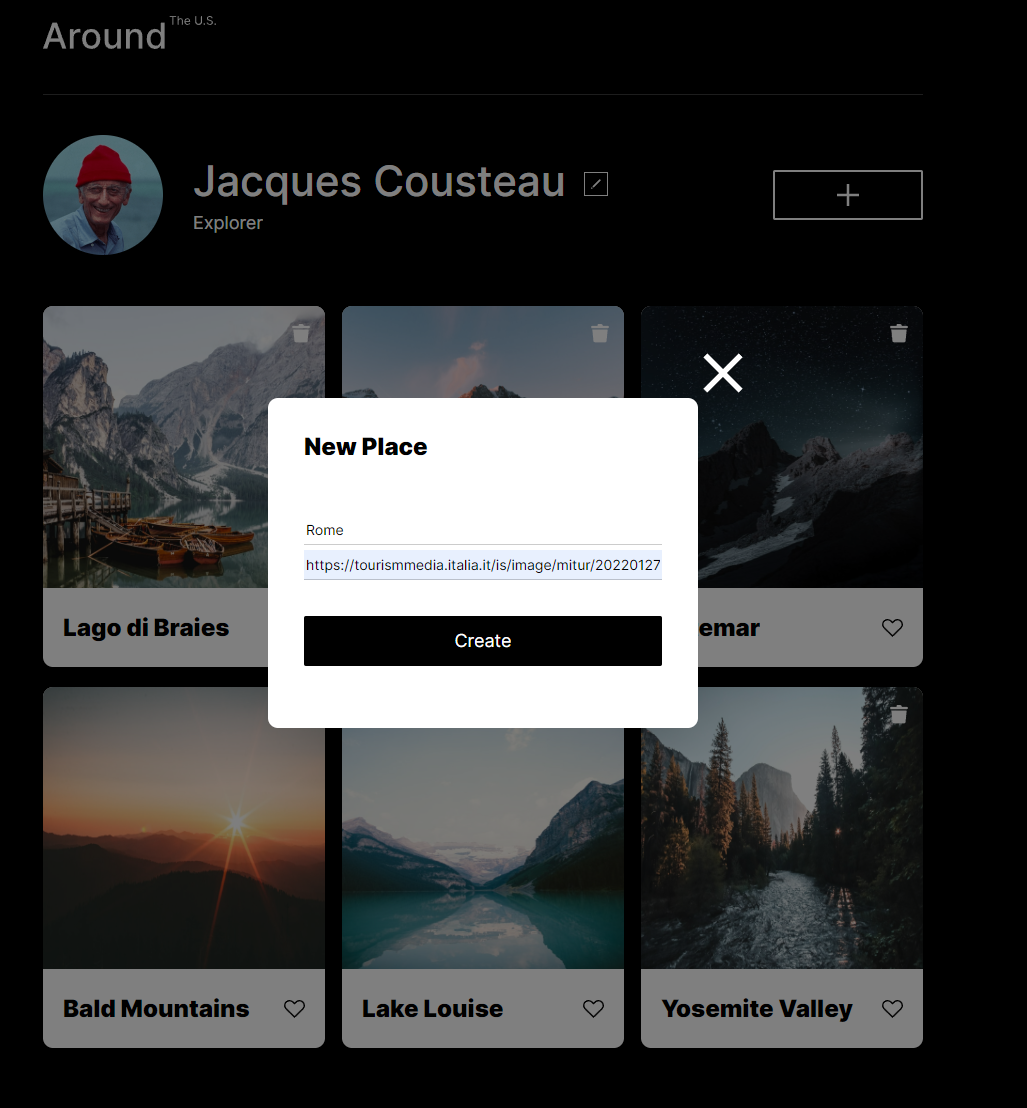 Around The U.S.
Jacques Cousteau
Explorer
New Place
Rome
https://tourismmedia.italia.it/is/image/mitur/20220127
Create
Lago di Braies
emar
Bald Mountains
Lake Louise
Yosemite Valley